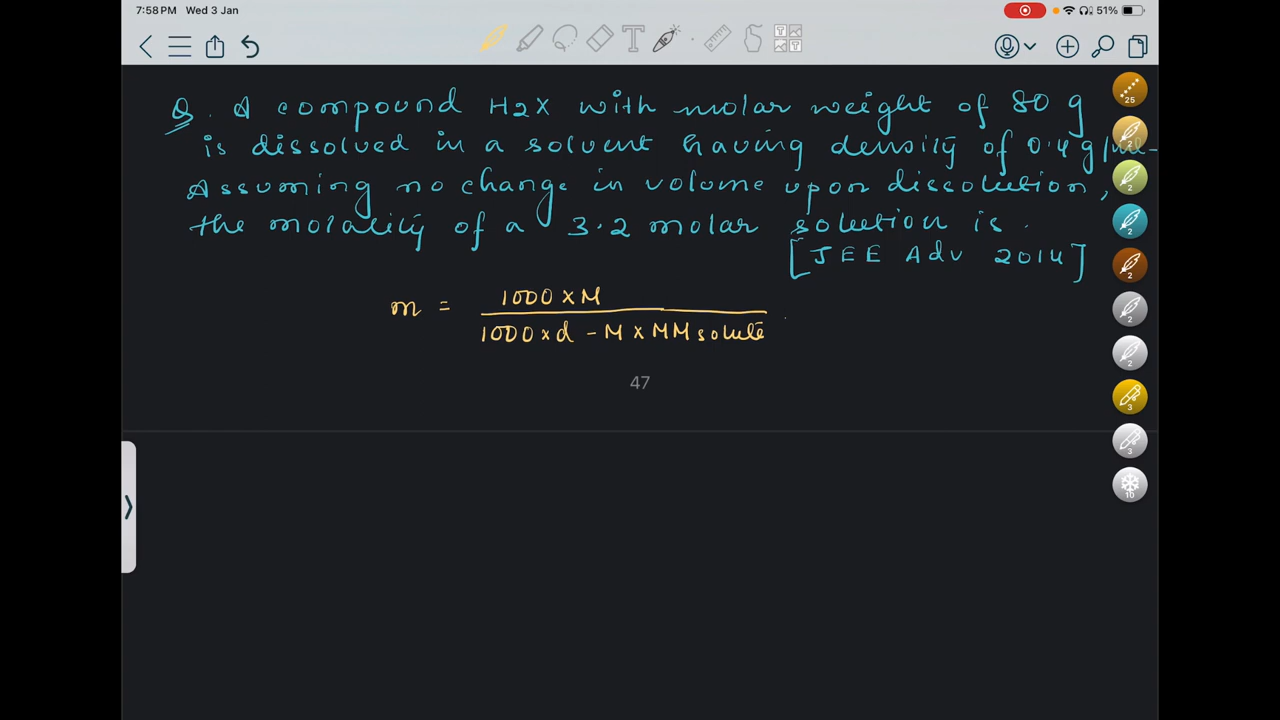 7:58 PM Wed 3 Jan
51%
Q. A compound H2X with molar weight of 80 g
is dissolved in a solvent having density of 0.4 g/ml-
Assuming no change in volume upon dissolution,
the molality of a 3.2 molar solution is.
[JEE Adv 2014]
m = 1000 × M
1000 × d - M × MM solute
47
25
2
2
2
2
2
2
3
3
10